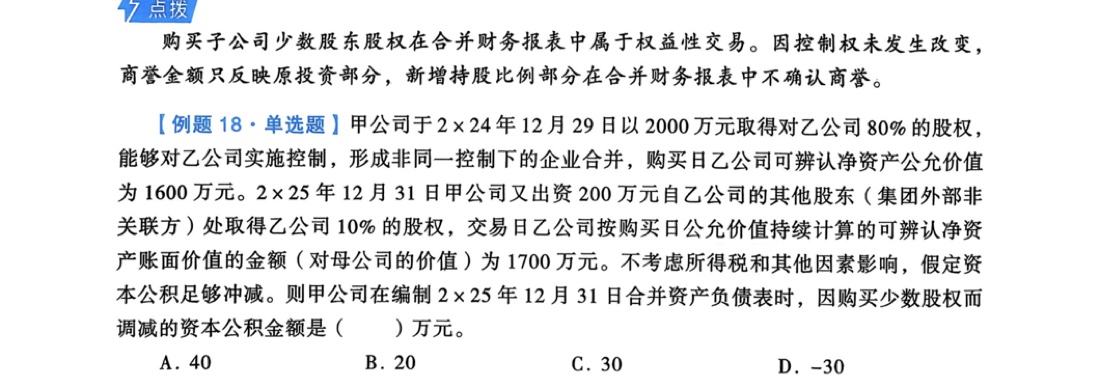 点拨
购买子公司少数股东股权在合并财务报表中属于权益性交易。因控制权未发生改变，
商誉金额只反映原投资部分，新增持股比例部分在合并财务报表中不确认商誉。
【例题 18·单选题】甲公司于 2×24 年 12 月 29 日以 2000 万元取得对乙公司 80% 的股权，
能够对乙公司实施控制，形成非同一控制下的企业合并，购买日乙公司可辨认净资产公允价值
为 1600 万元。2×25 年 12 月 31 日甲公司又出资 200 万元自乙公司的其他股东（集团外部非
关联方）处取得乙公司 10% 的股权，交易日乙公司按购买日公允价值持续计算的可辨认净资
产账面价值的金额（对母公司的价值）为 1700 万元。不考虑所得税和其他因素影响，假定资
本公积足够冲减。则甲公司在编制 2×25 年 12 月 31 日合并资产负债表时，因购买少数股权而
调减的资本公积金额是（　　）万元。
A. 40　　B. 20　　C. 30　　D. -30